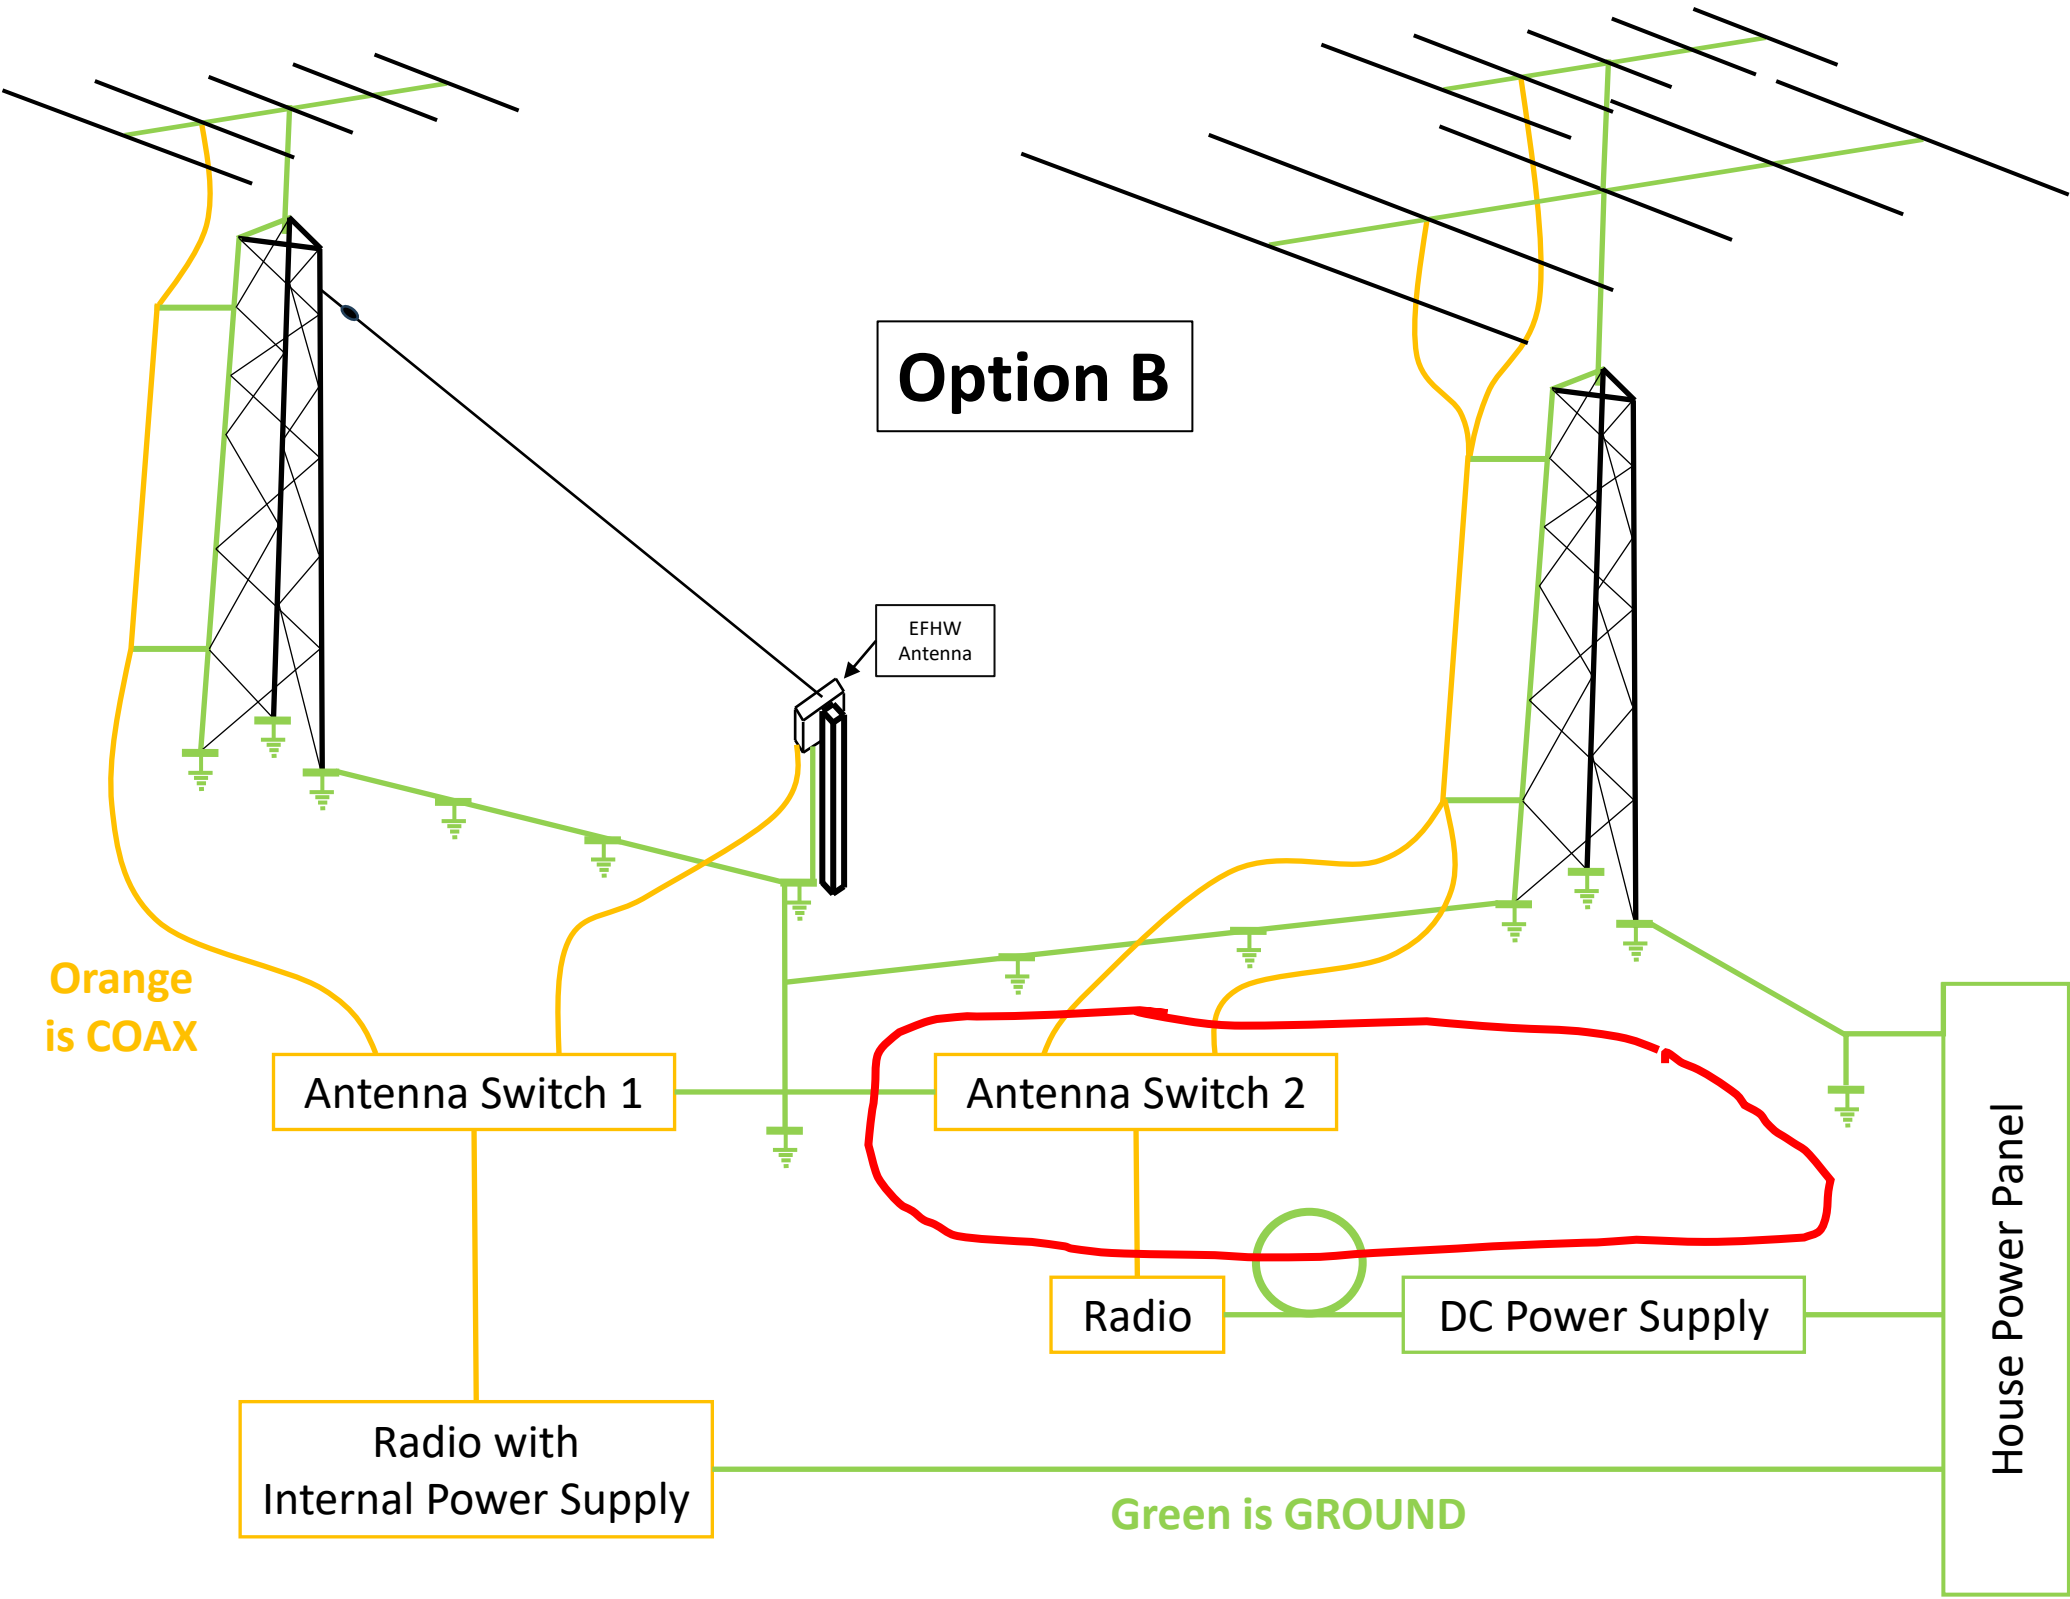 Option B
EFHW
Antenna
Orange
is COAX
Antenna Switch 1
Antenna Switch 2
Radio
DC Power Supply
House Power Panel
Radio with
Internal Power Supply
Green is GROUND